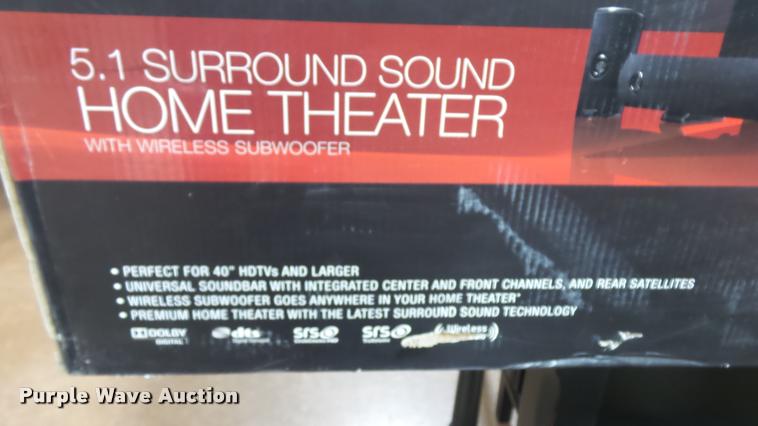 5.1 SURROUND SOUND
HOME THEATER
WITH WIRELESS SUBWOOFER
• PERFECT FOR 40" HDTVs AND LARGER
• UNIVERSAL SOUNDBAR WITH INTEGRATED CENTER AND FRONT CHANNELS, AND REAR SATELLITES
• WIRELESS SUBWOOFER GOES ANYWHERE IN YOUR HOME THEATER*
• PREMIUM HOME THEATER WITH THE LATEST SURROUND SOUND TECHNOLOGY
DOLBY DIGITAL dts SRS SRS Wireless
Purple Wave Auction